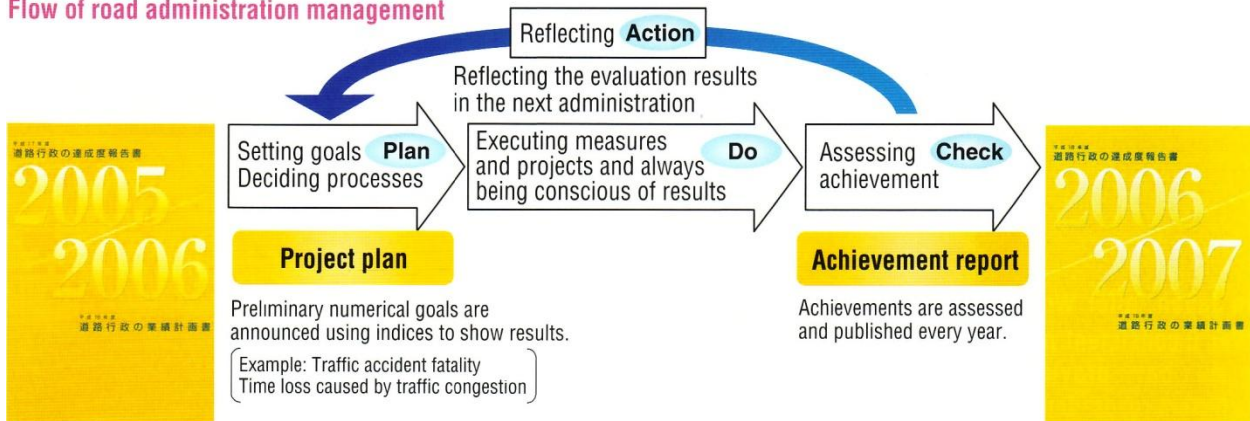 Flow of road administration management
Reflecting Action
Reflecting the evaluation results
in the next administration
平成17年度
道路行政の達成度報告書
2005
2006
平成18年度
道路行政の業績計画書
Setting goals Plan
Deciding processes
Executing measures
and projects and always
being conscious of results
Do
Assessing Check
achievement
平成18年度
道路行政の達成度報告書
2006
2007
平成19年度
道路行政の業績計画書
Project plan
Preliminary numerical goals are
announced using indices to show results.
Example: Traffic accident fatality
Time loss caused by traffic congestion
Achievement report
Achievements are assessed
and published every year.